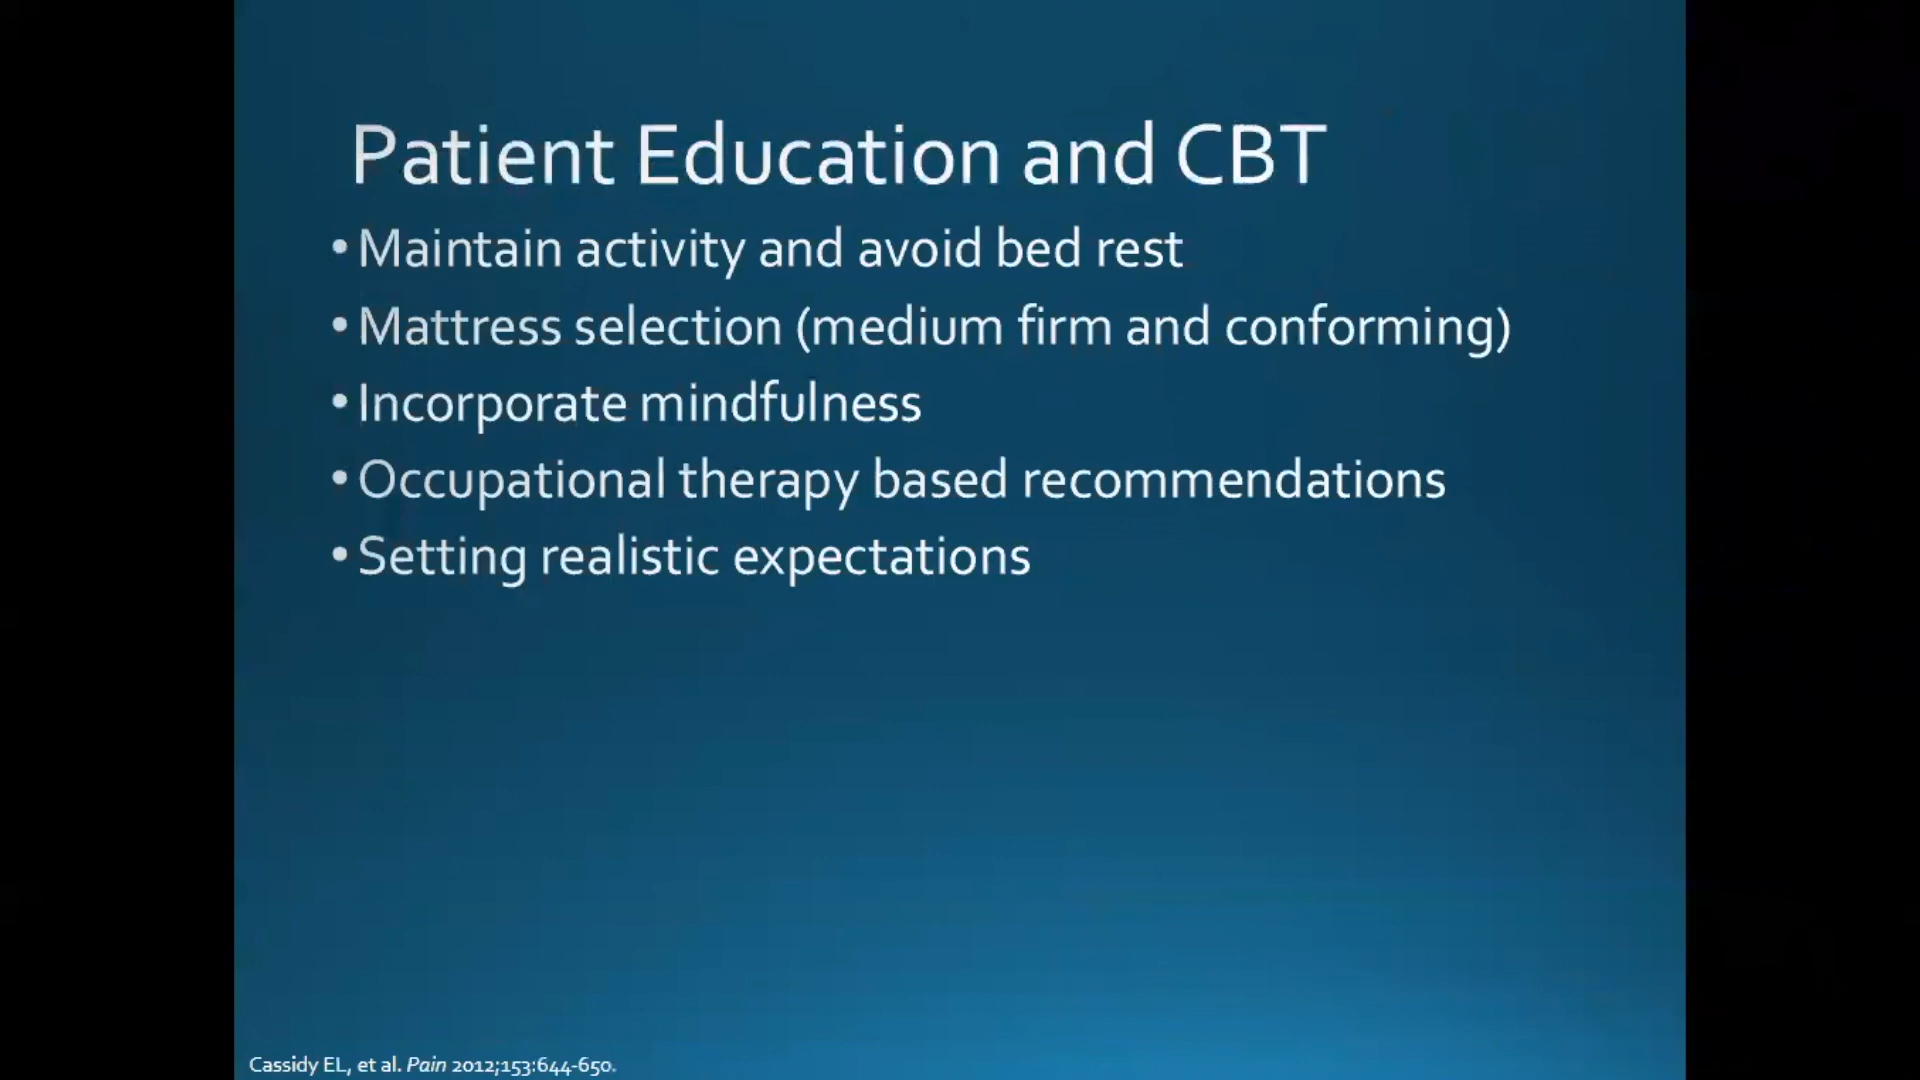 Patient Education and CBT
• Maintain activity and avoid bed rest
• Mattress selection (medium firm and conforming)
• Incorporate mindfulness
• Occupational therapy based recommendations
• Setting realistic expectations
Cassidy EL, et al. Pain 2012;153:644-650.